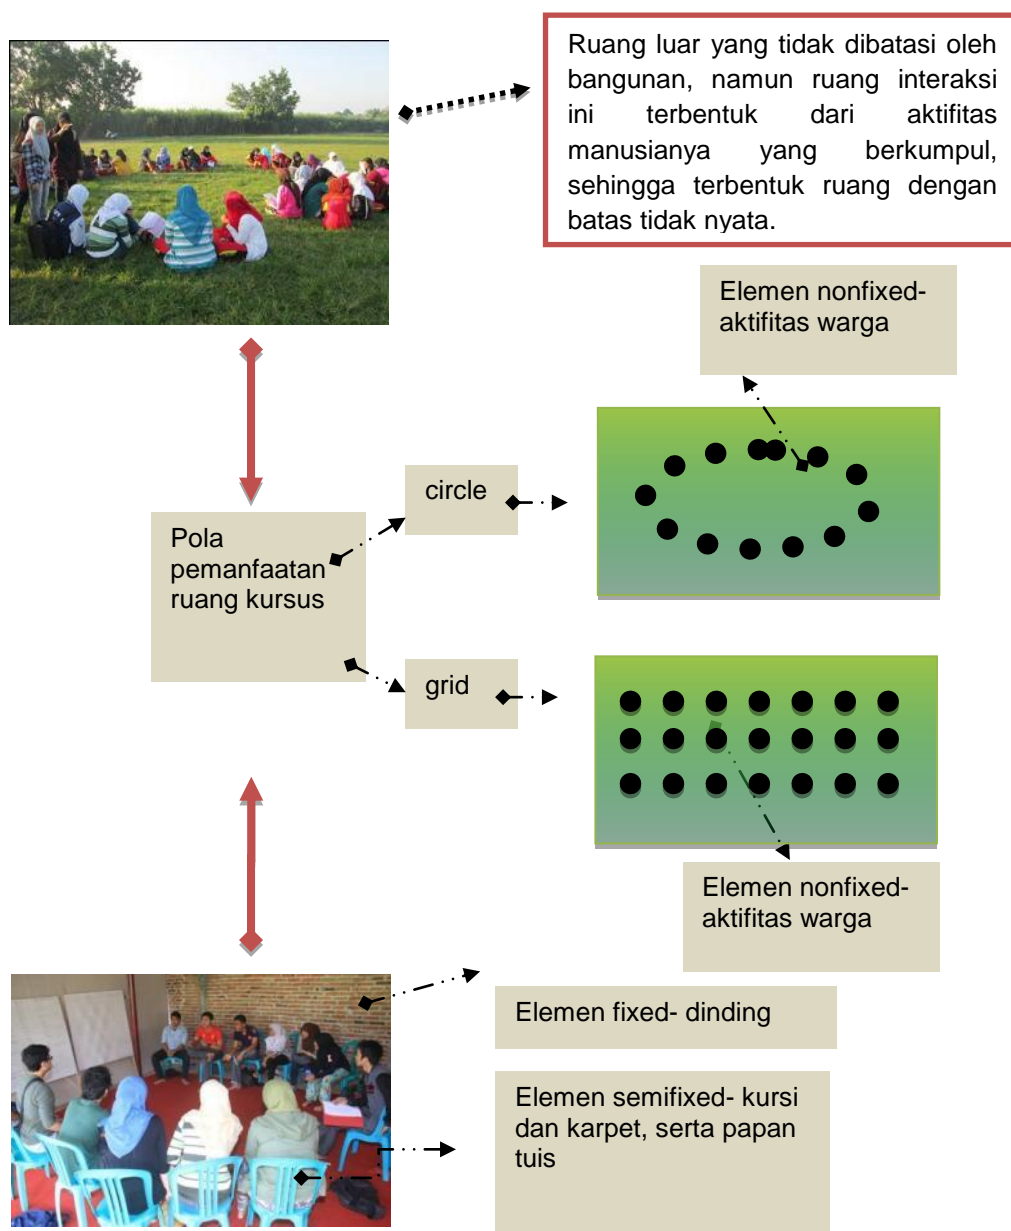 Ruang luar yang tidak dibatasi oleh
bangunan, namun ruang interaksi
ini terbentuk dari aktifitas
manusianya yang berkumpul,
sehingga terbentuk ruang dengan
batas tidak nyata.
Elemen nonfixed-
aktifitas warga
circle
Pola
pemanfaatan
ruang kursus
grid
Elemen nonfixed-
aktifitas warga
Elemen fixed- dinding
Elemen semifixed- kursi
dan karpet, serta papan
tuis